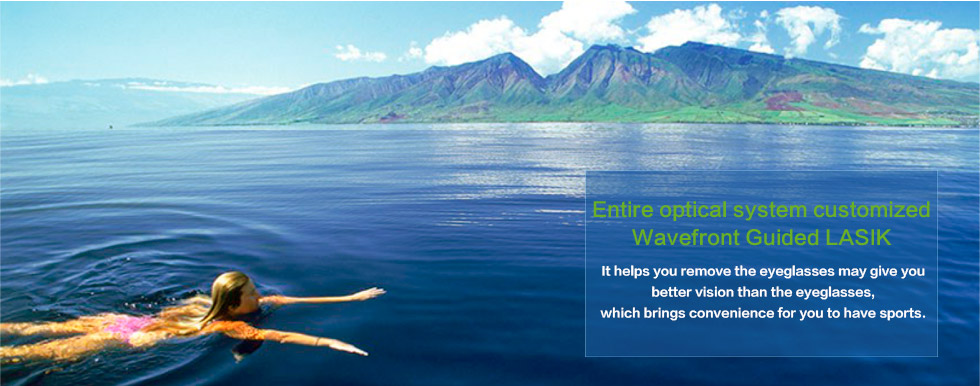 Entire optical system customized
Wavefront Guided LASIK
It helps you remove the eyeglasses may give you
better vision than the eyeglasses,
which brings convenience for you to have sports.